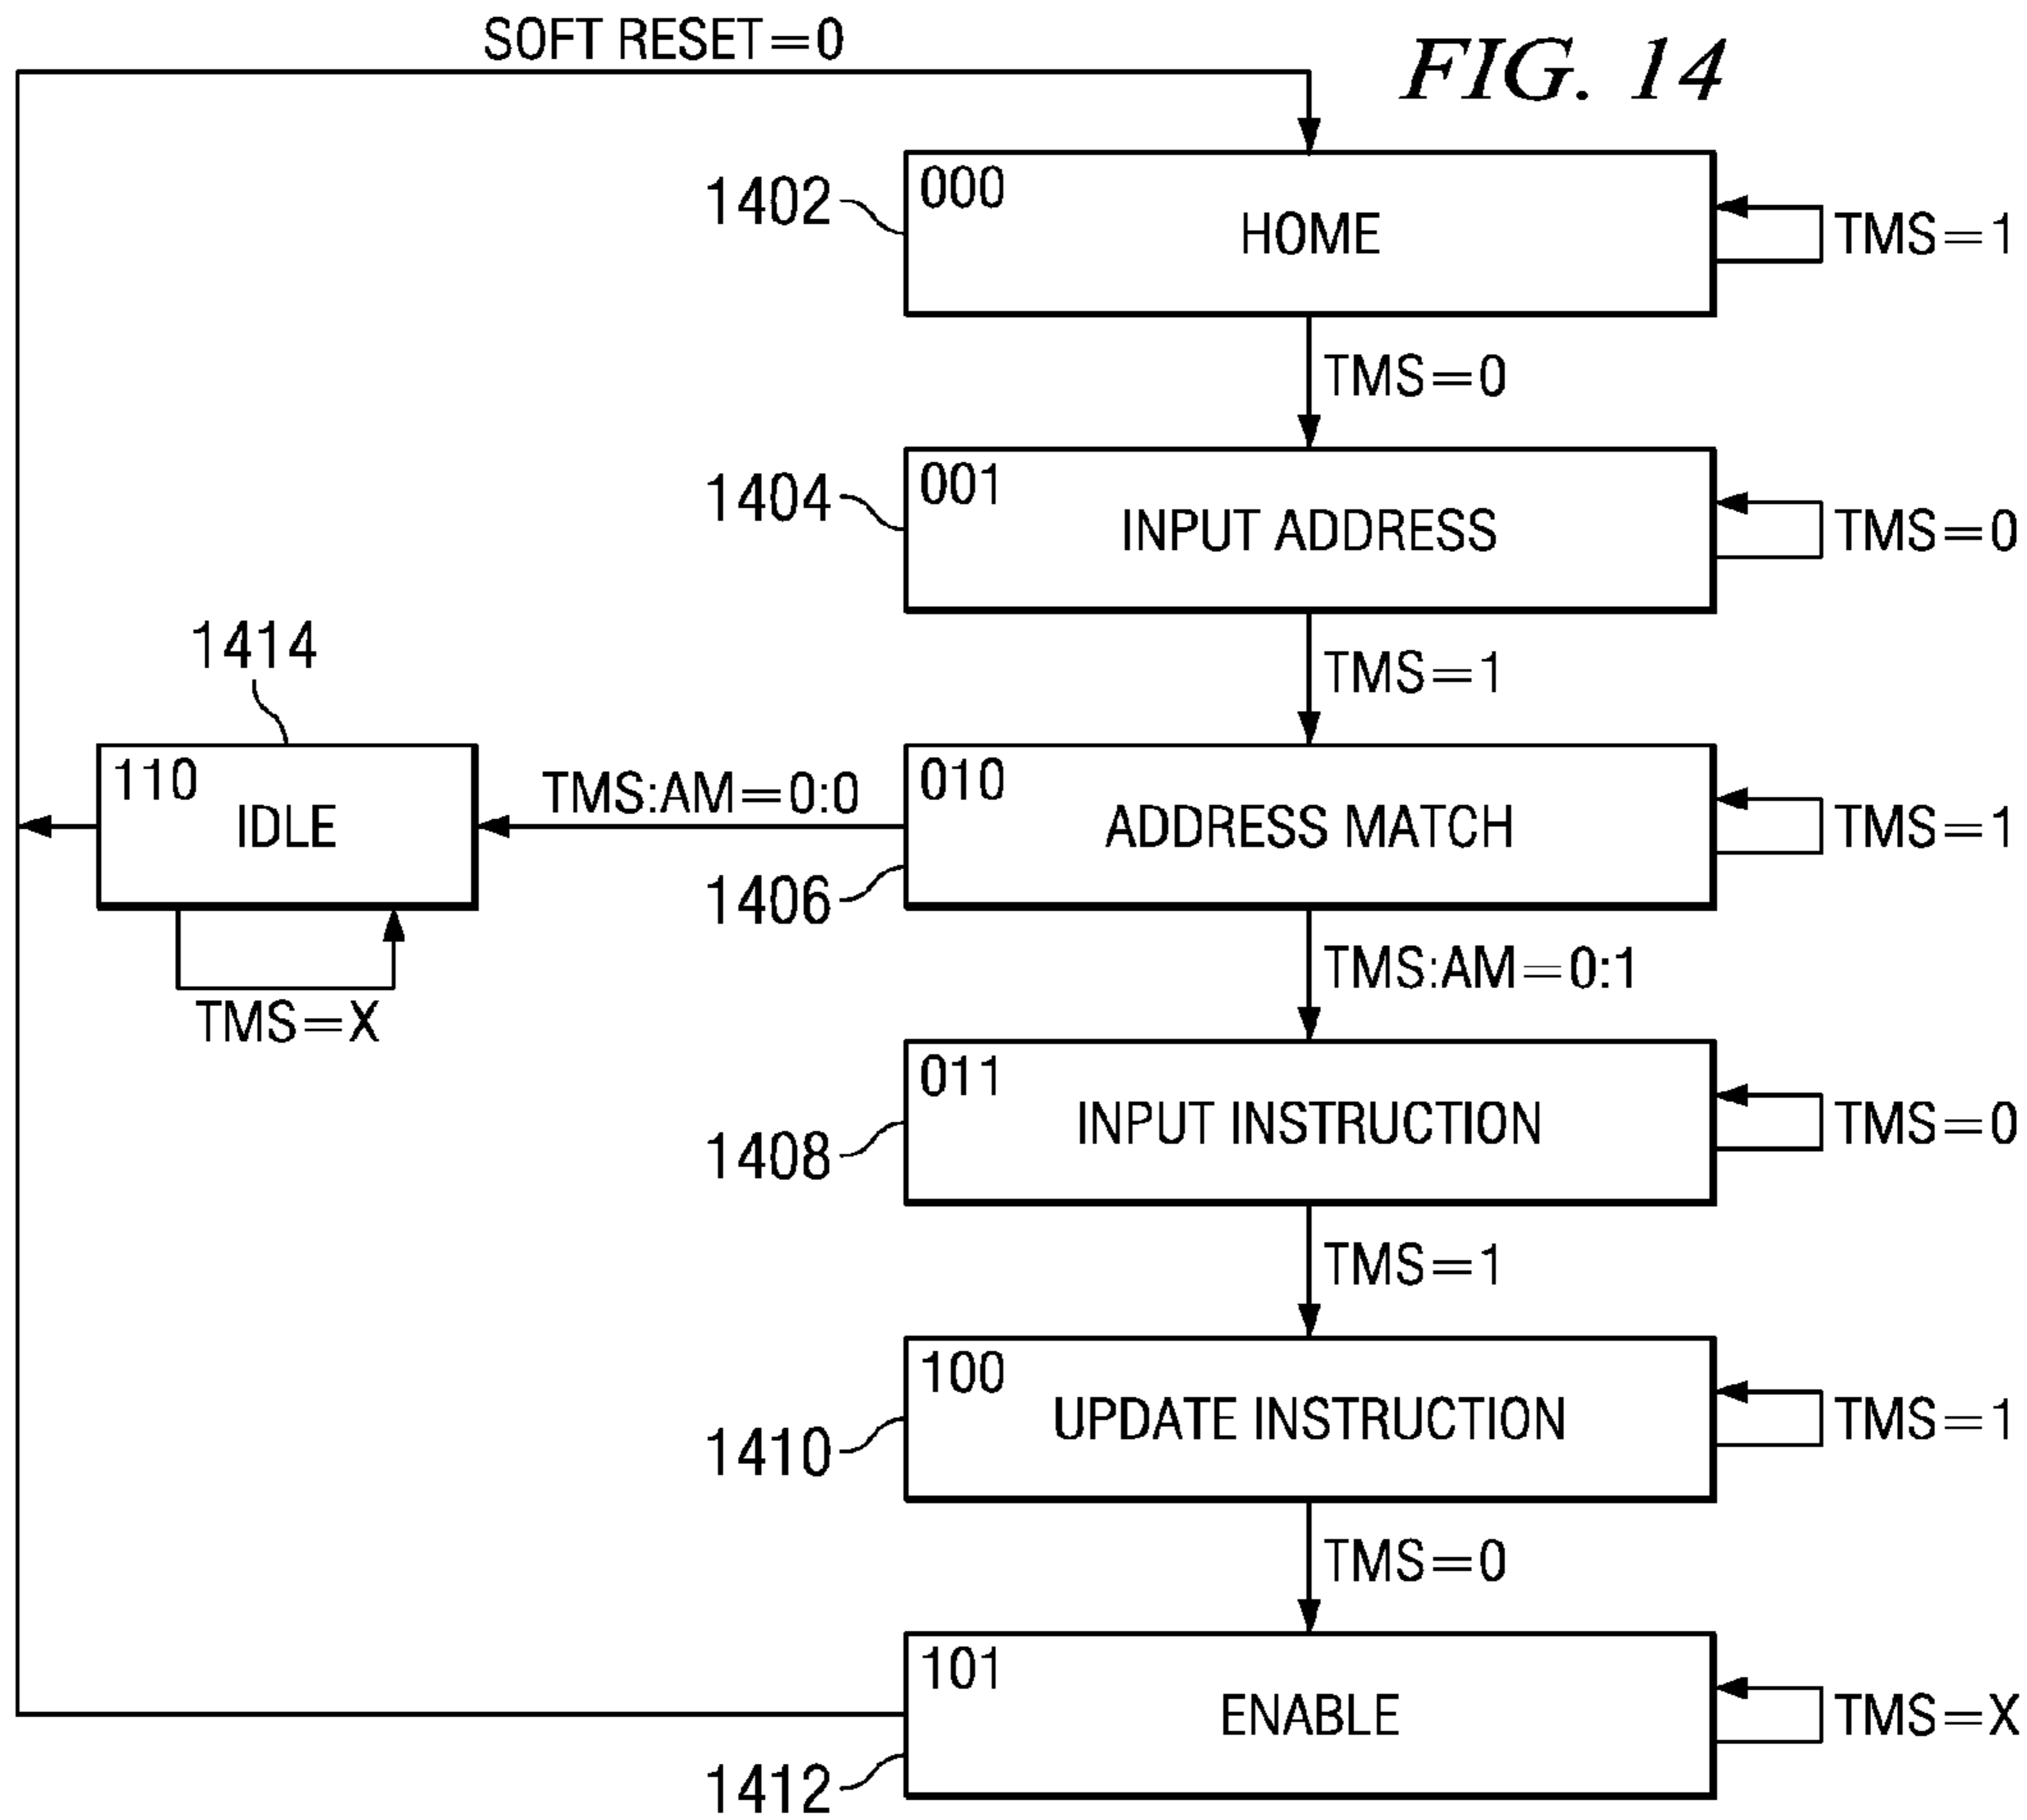 SOFT RESET=0
FIG. 14
1402
000
HOME
TMS=1
TMS=0
1404
001
INPUT ADDRESS
TMS=0
TMS=1
1414
110
IDLE
TMS=X
TMS:AM=0:0
010
ADDRESS MATCH
1406
TMS=1
TMS:AM=0:1
011
INPUT INSTRUCTION
1408
TMS=0
TMS=1
100
UPDATE INSTRUCTION
1410
TMS=1
TMS=0
101
ENABLE
1412
TMS=X